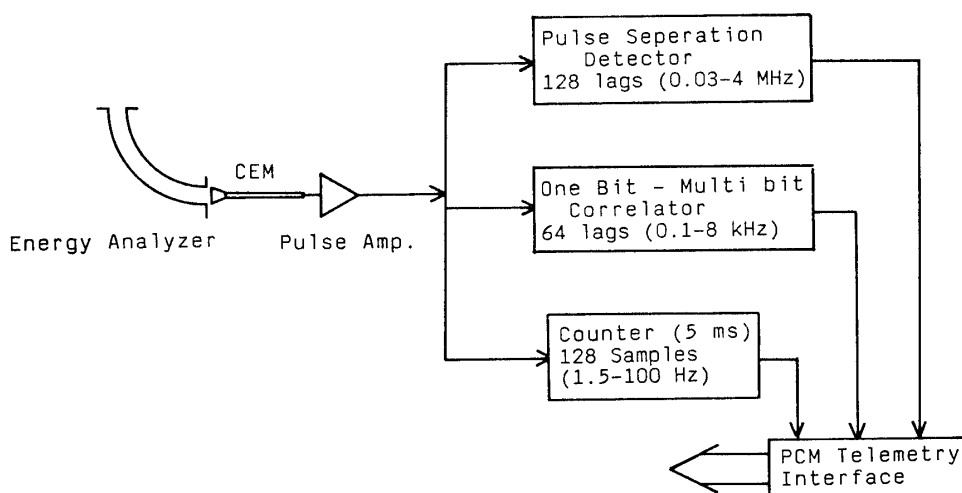 Pulse Seperation
Detector
128 lags (0.03-4 MHz)
CEM
Energy Analyzer
Pulse Amp.
One Bit - Multi bit
Correlator
64 lags (0.1-8 kHz)
Counter (5 ms)
128 Samples
(1.5-100 Hz)
PCM Telemetry
Interface